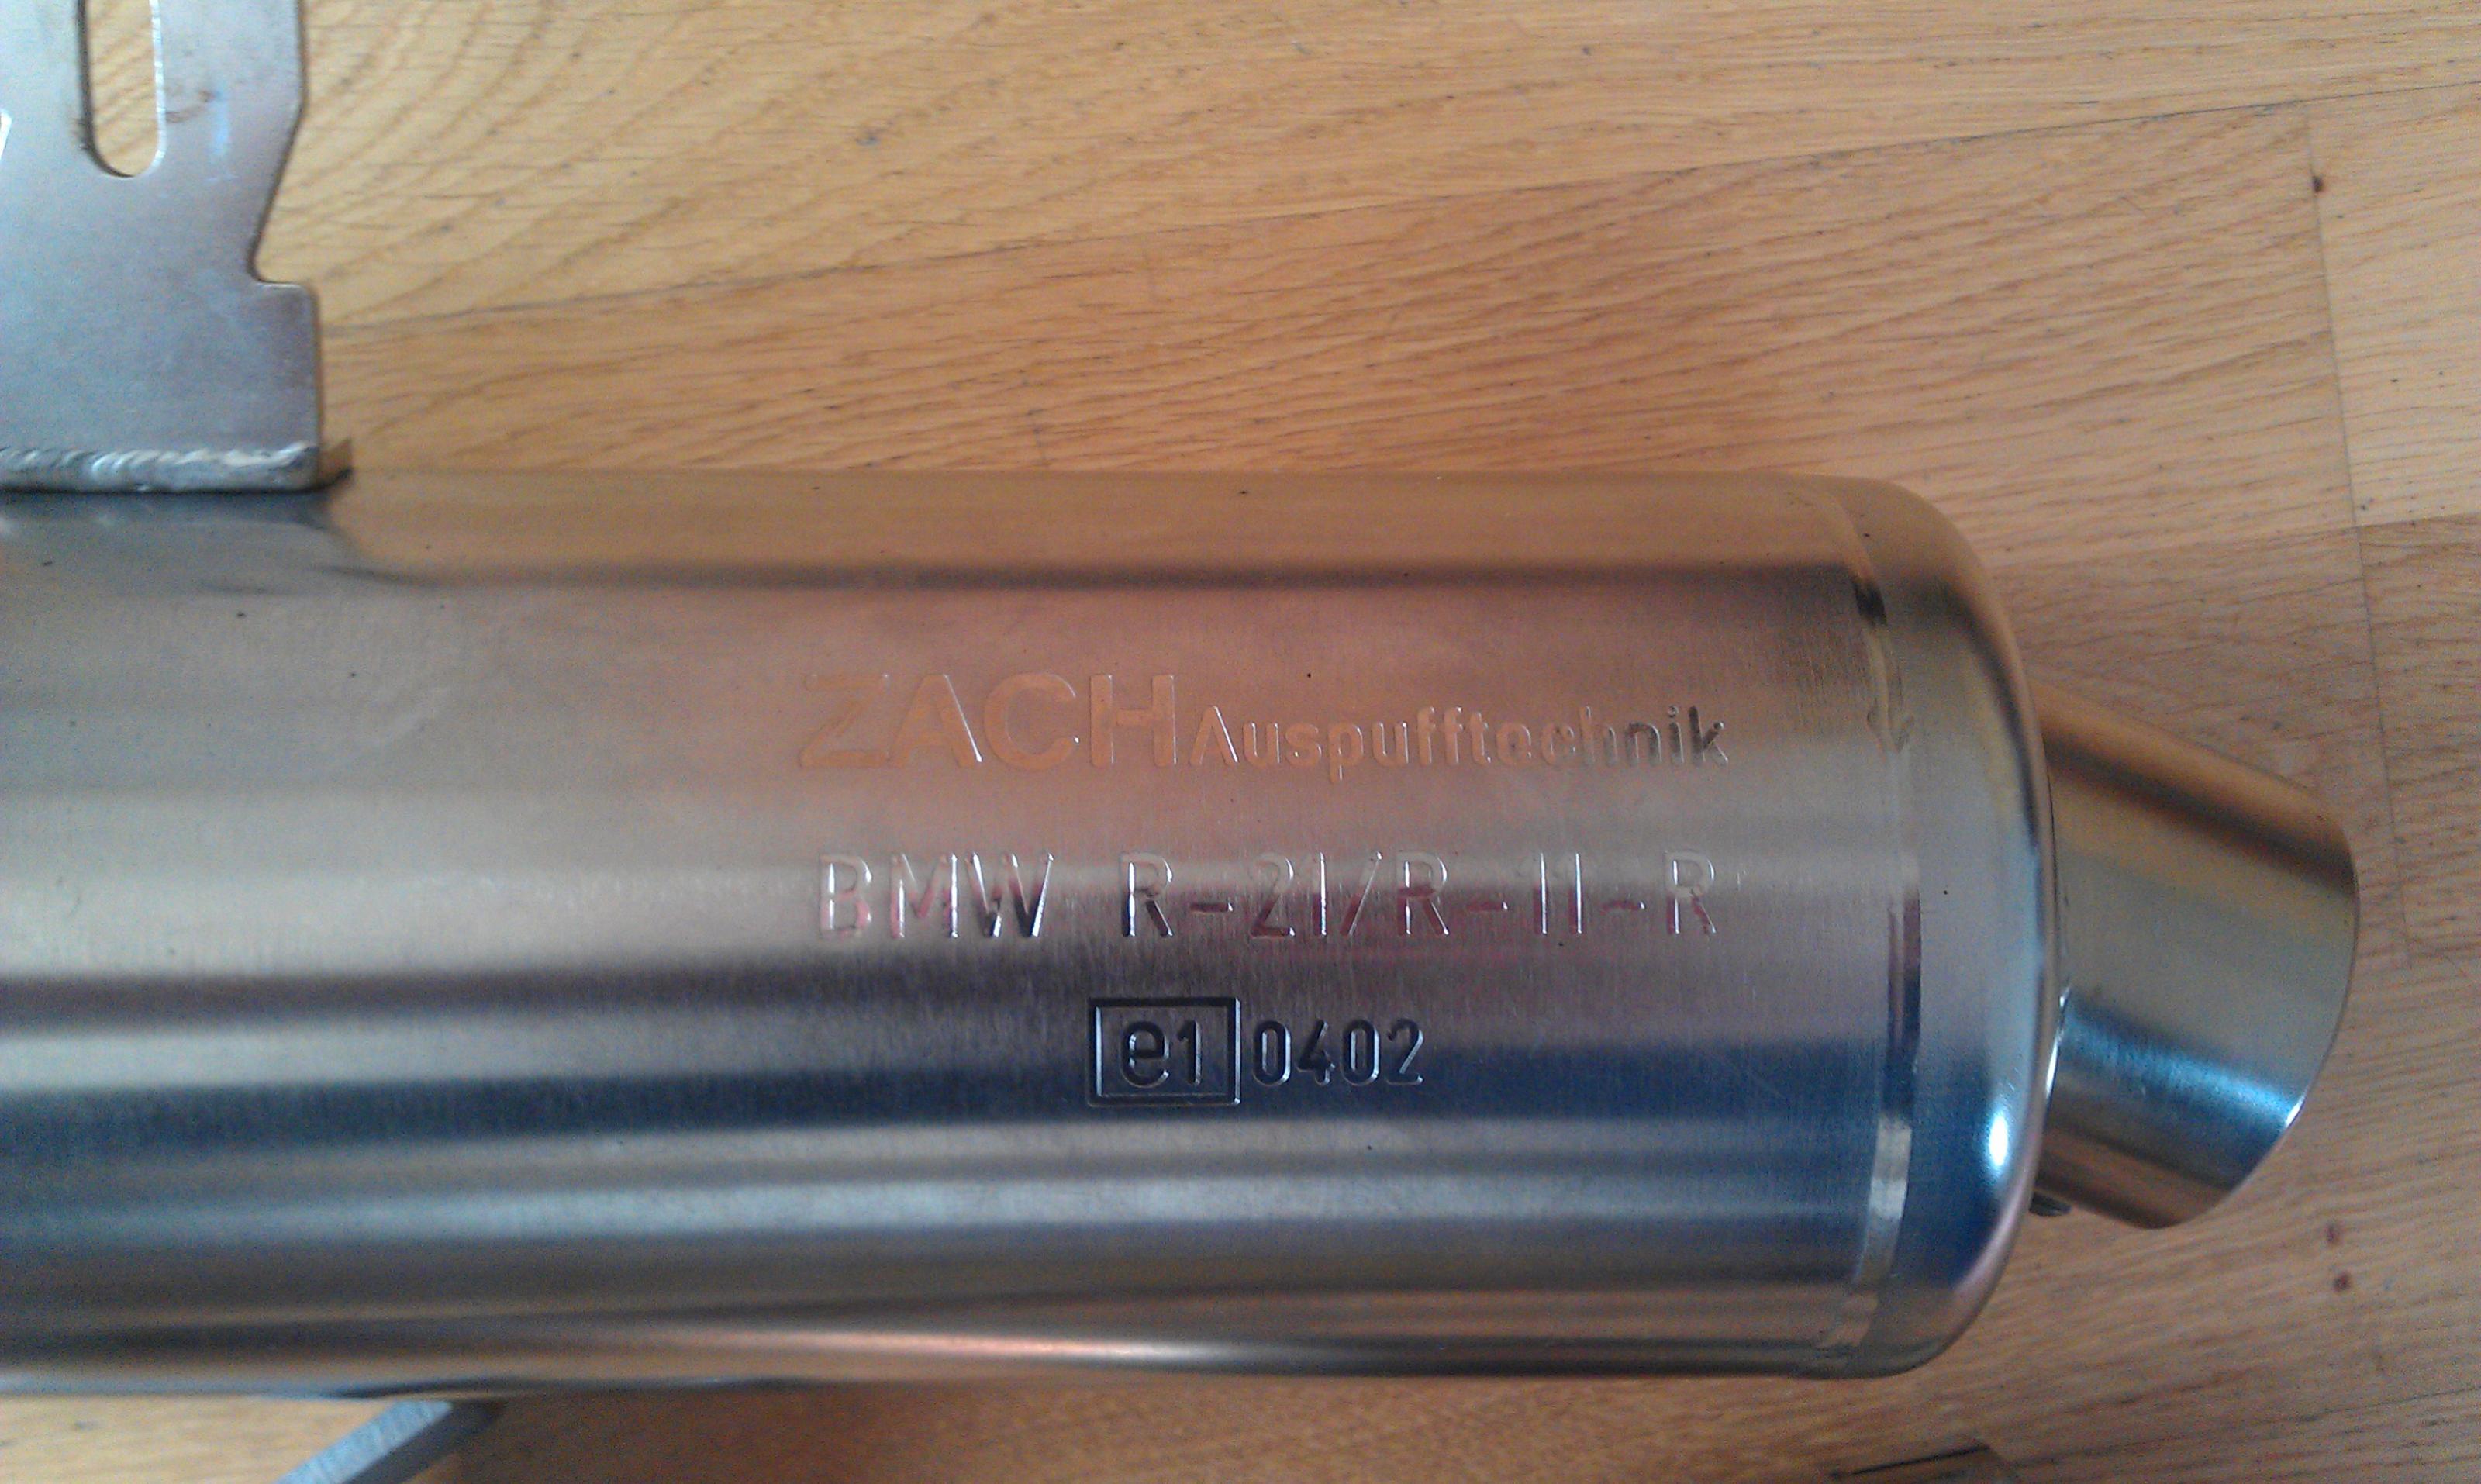 ZACH Auspufftechnik
BMW R-21/R-11-R
e1 0402